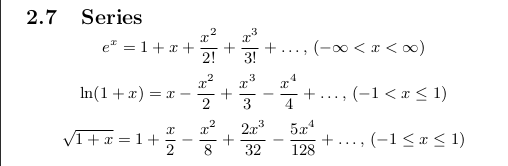 2.7 Series
e^x = 1 + x + x^2/2! + x^3/3! + ... , (−∞ < x < ∞)
ln(1 + x) = x − x^2/2 + x^3/3 − x^4/4 + ... , (−1 < x ≤ 1)
√(1 + x) = 1 + x/2 − x^2/8 + 2x^3/32 − 5x^4/128 + ... , (−1 ≤ x ≤ 1)